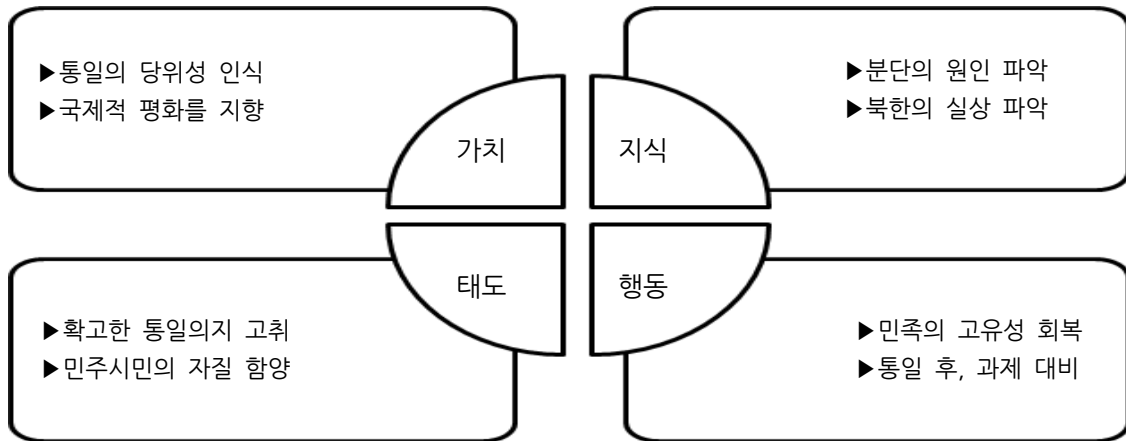 ▶통일의 당위성 인식
▶국제적 평화를 지향
가치
▶분단의 원인 파악
▶북한의 실상 파악
지식
▶확고한 통일의지 고취
▶민주시민의 자질 함양
태도
▶민족의 고유성 회복
▶통일 후, 과제 대비
행동